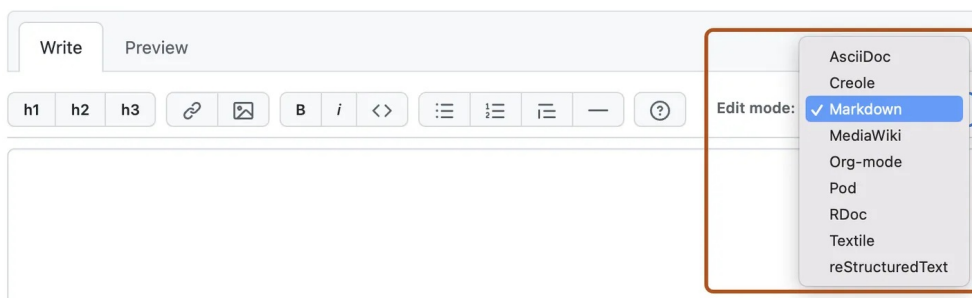 Write Preview
h1 h2 h3 B i <> Edit mode:
AsciiDoc
Creole
✓ Markdown
MediaWiki
Org-mode
Pod
RDoc
Textile
reStructuredText